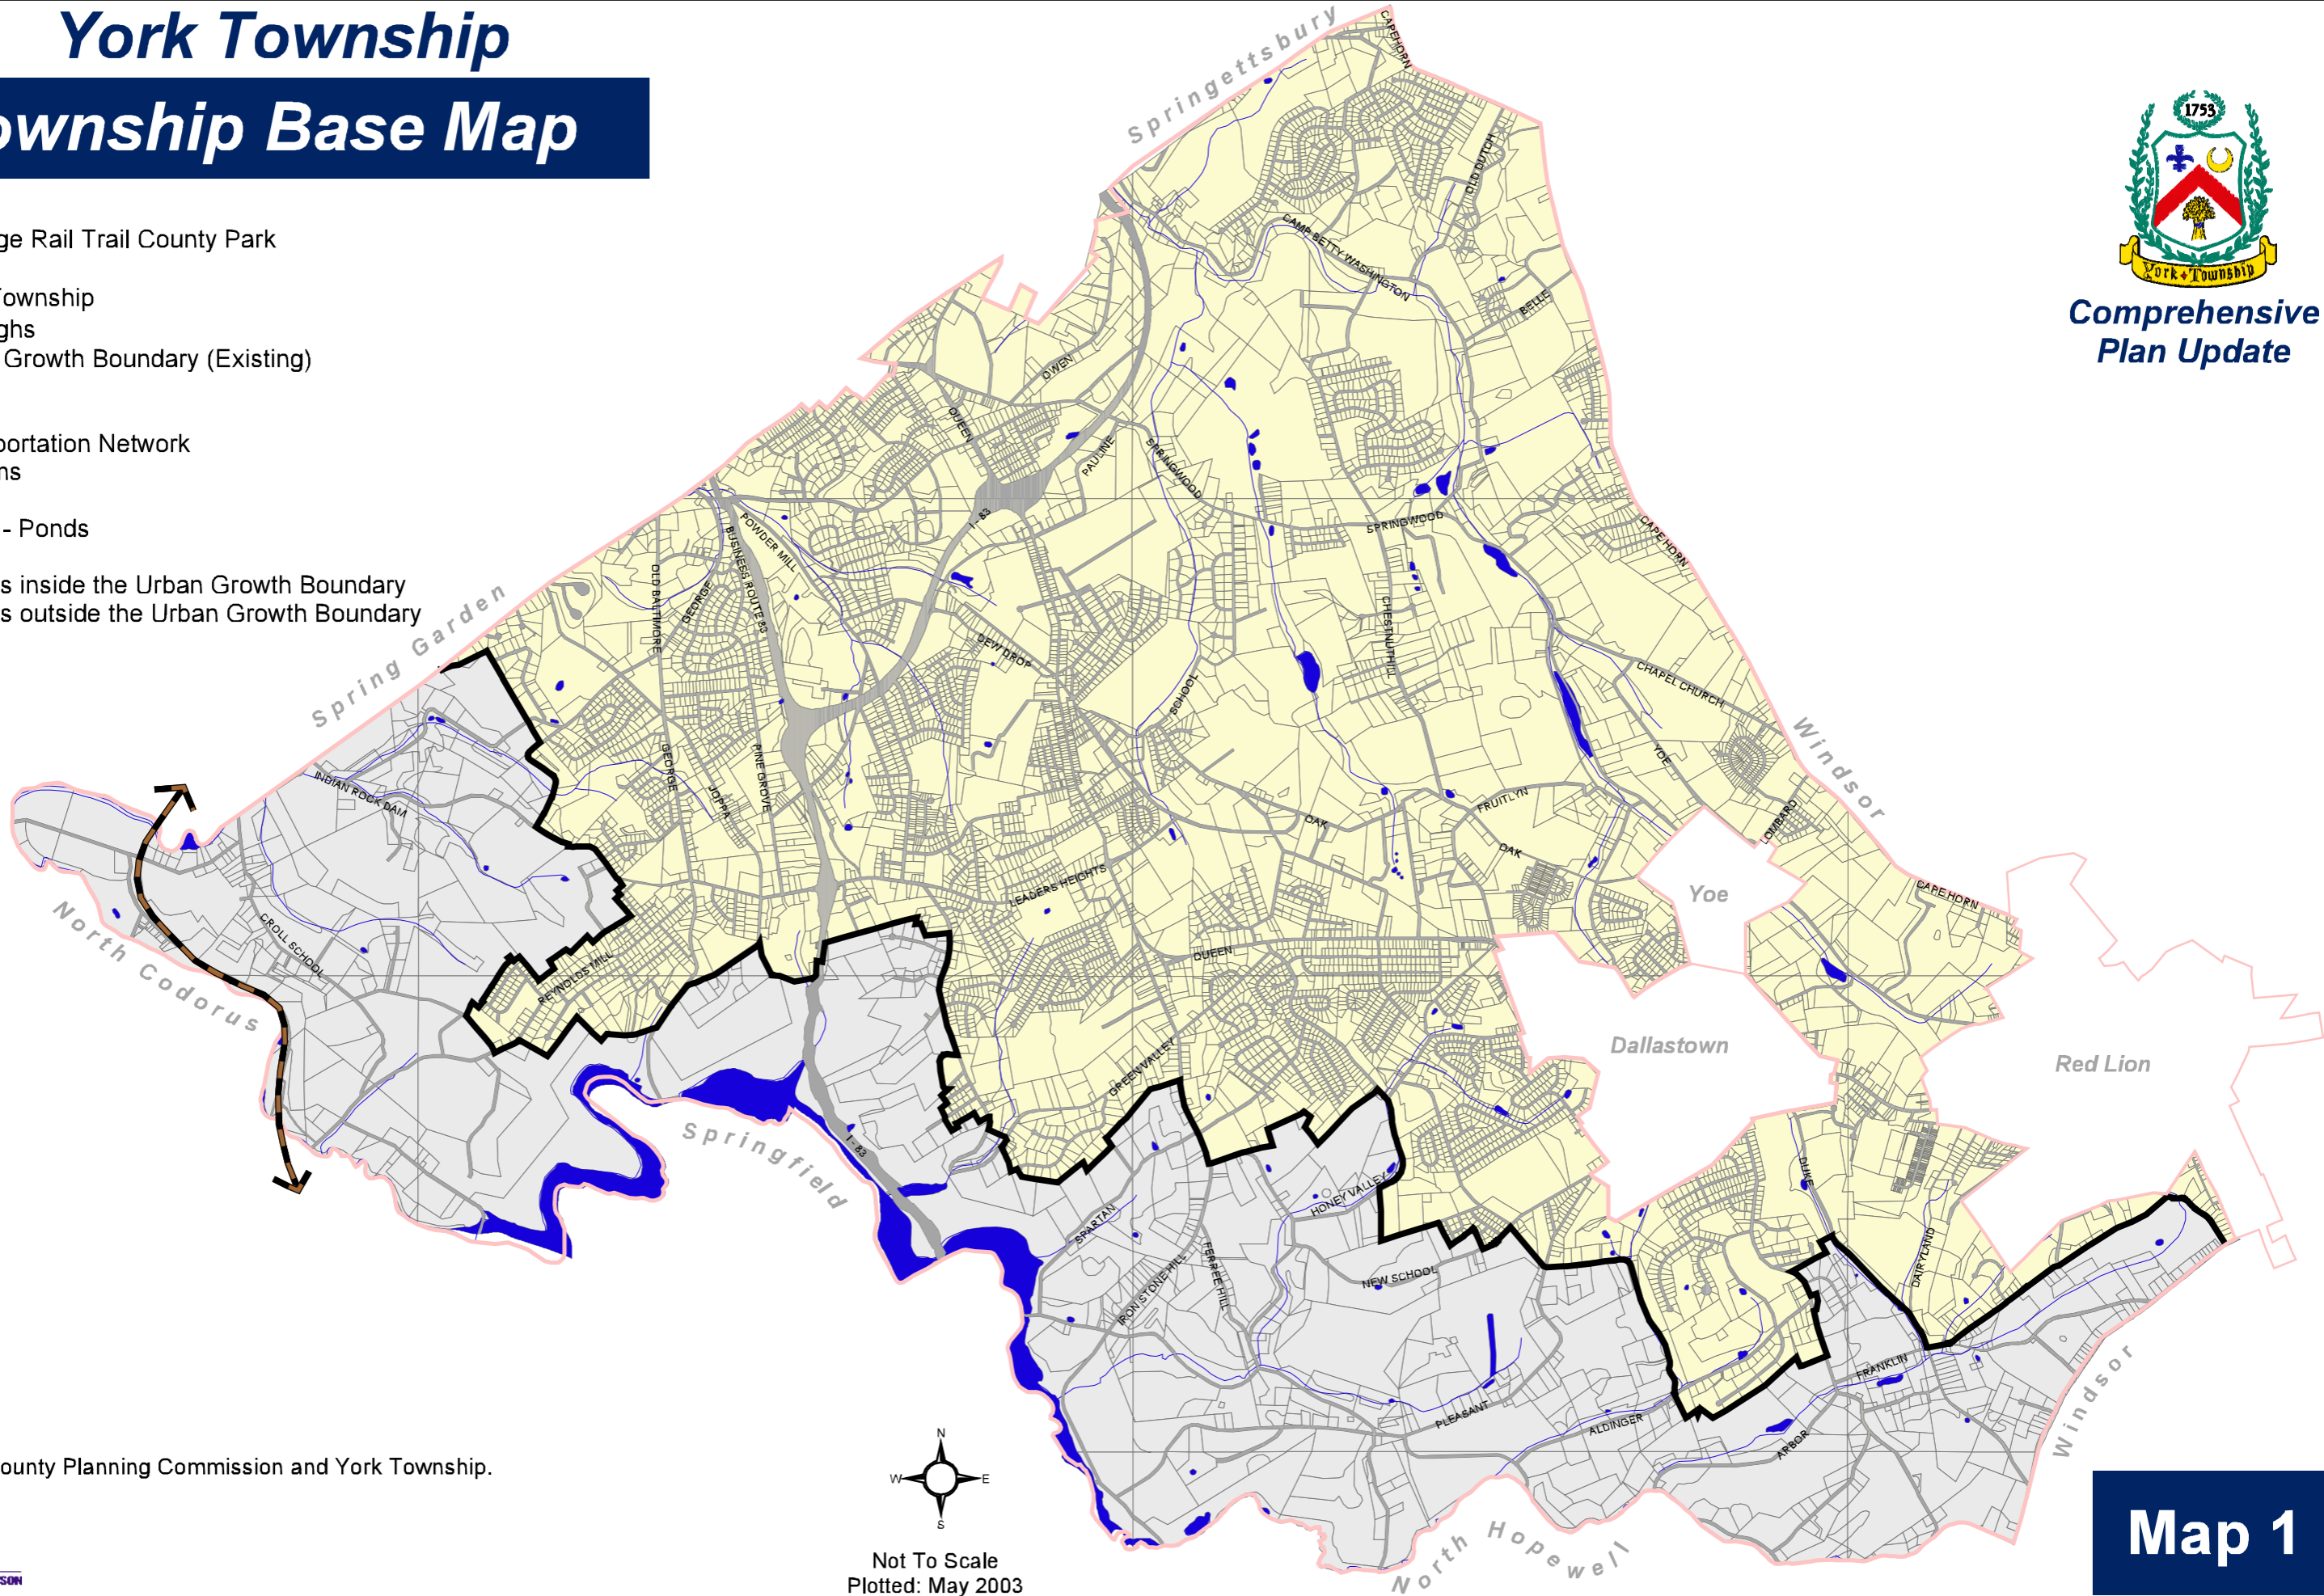 York Township
ownship Base Map
ge Rail Trail County Park
Township
ghs
Growth Boundary (Existing)
portation Network
ns
- Ponds
s inside the Urban Growth Boundary
s outside the Urban Growth Boundary
1753
York Township
Comprehensive
Plan Update
Springettsbury
CAPEHORN
OLD DUTCH
CAMP BETTY WASHINGTON
BELLE
OWEN
QUEEN
PAULINE
SPRINGWOOD
I - 83
SPRINGWOOD
CAPE HORN
POWDER MILL
BUSINESS ROUTE 83
OLD BALTIMORE
GEORGE
DEW DROP
CHESTNUT HILL
SCHOOL
CHAPEL CHURCH
YOE
Windsor
LOMBARD
Spring Garden
INDIAN ROCK DAM
GEORGE
JOPPA
PINE GROVE
OAK
FRUITLYN
OAK
LEADERS HEIGHTS
Yoe
CAPE HORN
North Codorus
CROLL SCHOOL
REYNOLDS MILL
QUEEN
GREEN VALLEY
Dallastown
Red Lion
Springfield
I - 83
SPARTAN
HONEY VALLEY
DUKE
IRON STONE HILL
FERREE HILL
NEW SCHOOL
DAIRYLAND
FRANKLIN
PLEASANT
ALDINGER
ARBOR
Windsor
North Hopewell
ounty Planning Commission and York Township.
N
W E
S
Not To Scale
Plotted: May 2003
Map 1
SON